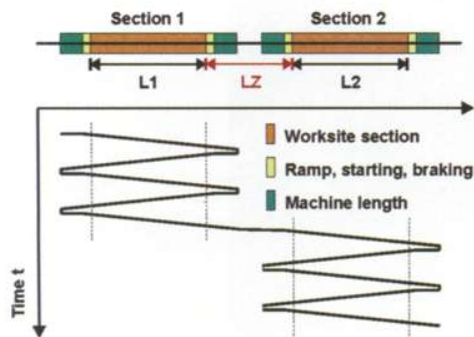 Section 1 Section 2
L1 LZ L2
Worksite section
Ramp, starting, braking
Machine length
Time t